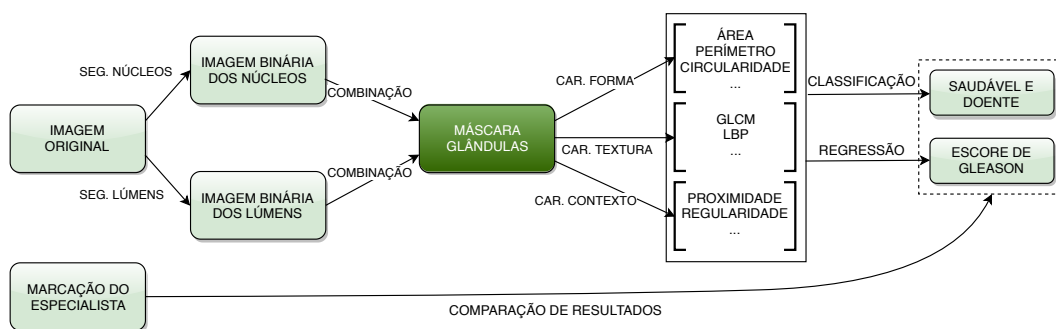 IMAGEM
ORIGINAL
SEG. NÚCLEOS
SEG. LÚMENS
IMAGEM BINÁRIA
DOS NÚCLEOS
IMAGEM BINÁRIA
DOS LÚMENS
COMBINAÇÃO
COMBINAÇÃO
MÁSCARA
GLÂNDULAS
CAR. FORMA
CAR. TEXTURA
CAR. CONTEXTO
ÁREA
PERÍMETRO
CIRCULARIDADE
...
GLCM
LBP
...
PROXIMIDADE
REGULARIDADE
...
CLASSIFICAÇÃO
REGRESSÃO
SAUDÁVEL E
DOENTE
ESCORE DE
GLEASON
MARCAÇÃO DO
ESPECIALISTA
COMPARAÇÃO DE RESULTADOS